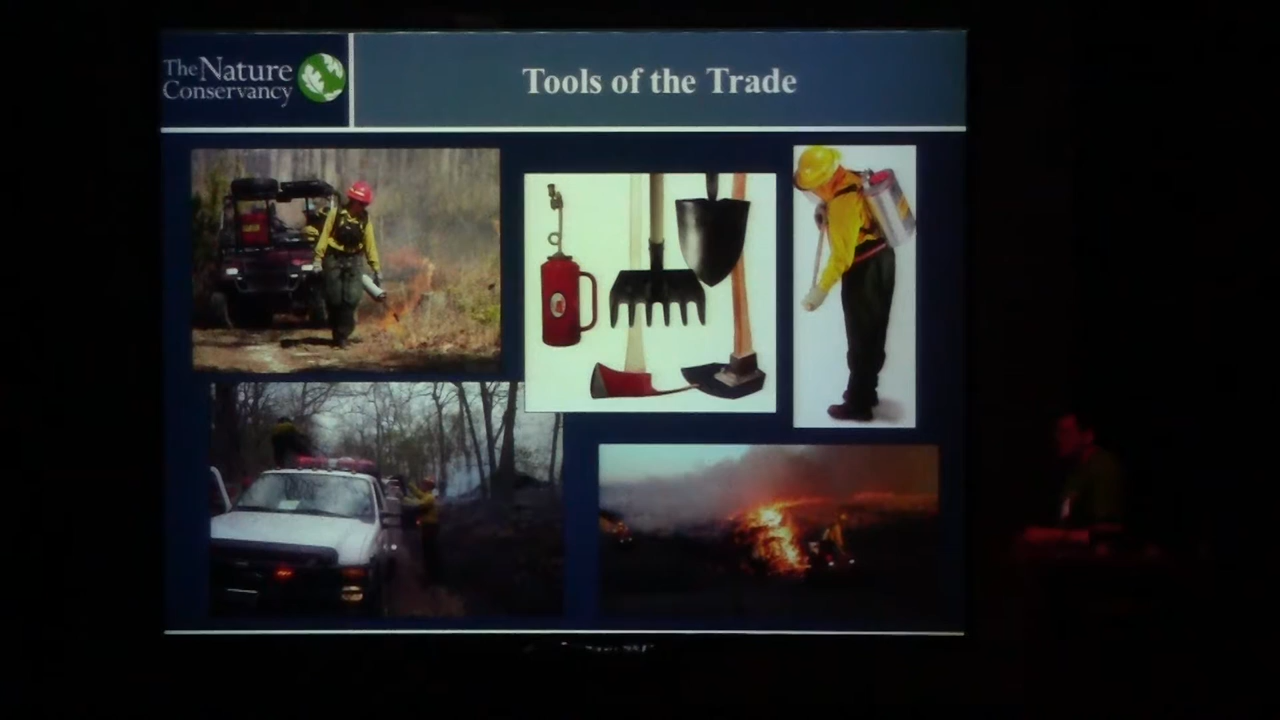 The Nature
Conservancy
Tools of the Trade